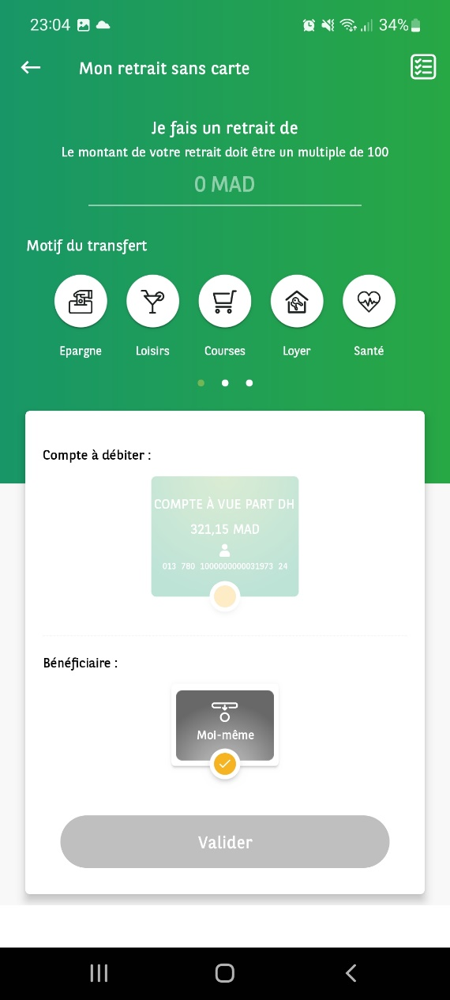 23:04
34%
Mon retrait sans carte
Je fais un retrait de
Le montant de votre retrait doit être un multiple de 100
0 MAD
Motif du transfert
Epargne Loisirs Courses Loyer Santé
Compte à débiter :
COMPTE À VUE PART DH
321,15 MAD
013 780 1000000000031973 24
Bénéficiaire :
Moi-même
Valider